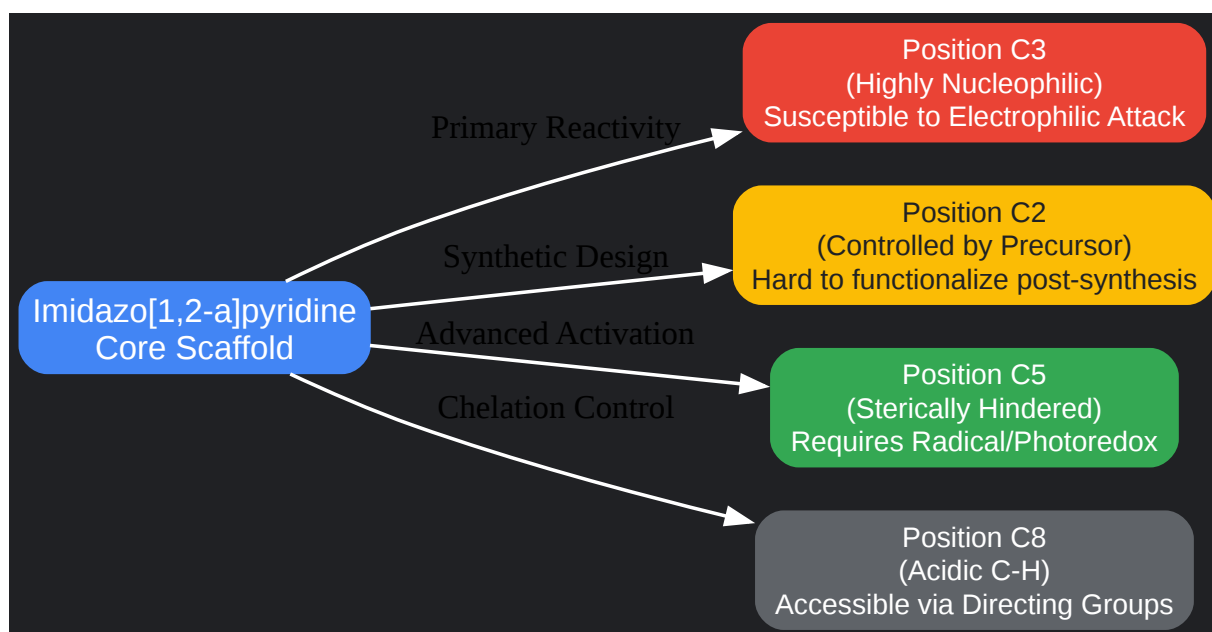 Imidazo[1,2-a]pyridine
Core Scaffold
Primary Reactivity
Position C3
(Highly Nucleophilic)
Susceptible to Electrophilic Attack
Synthetic Design
Position C2
(Controlled by Precursor)
Hard to functionalize post-synthesis
Advanced Activation
Position C5
(Sterically Hindered)
Requires Radical/Photoredox
Chelation Control
Position C8
(Acidic C-H)
Accessible via Directing Groups